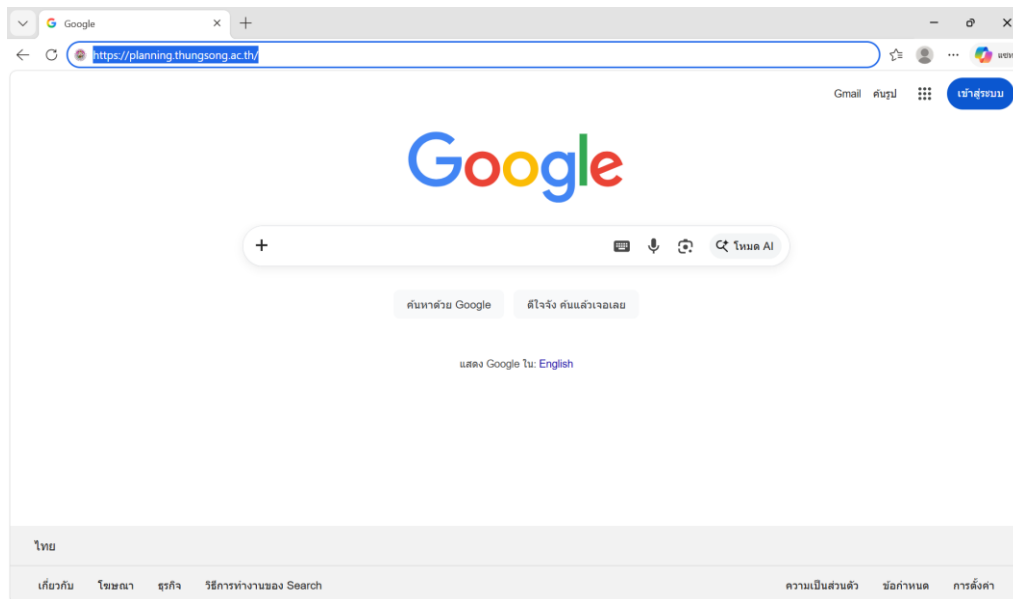 Google
https://planning.thungsong.ac.th/
Gmail ค้นรูป เข้าสู่ระบบ
Google
โหมด AI
ค้นหาด้วย Google ดีใจจัง ค้นแล้วเจอเลย
แสดง Google ใน: English
ไทย
เกี่ยวกับ โฆษณา ธุรกิจ วิธีการทำงานของ Search ความเป็นส่วนตัว ข้อกำหนด การตั้งค่า